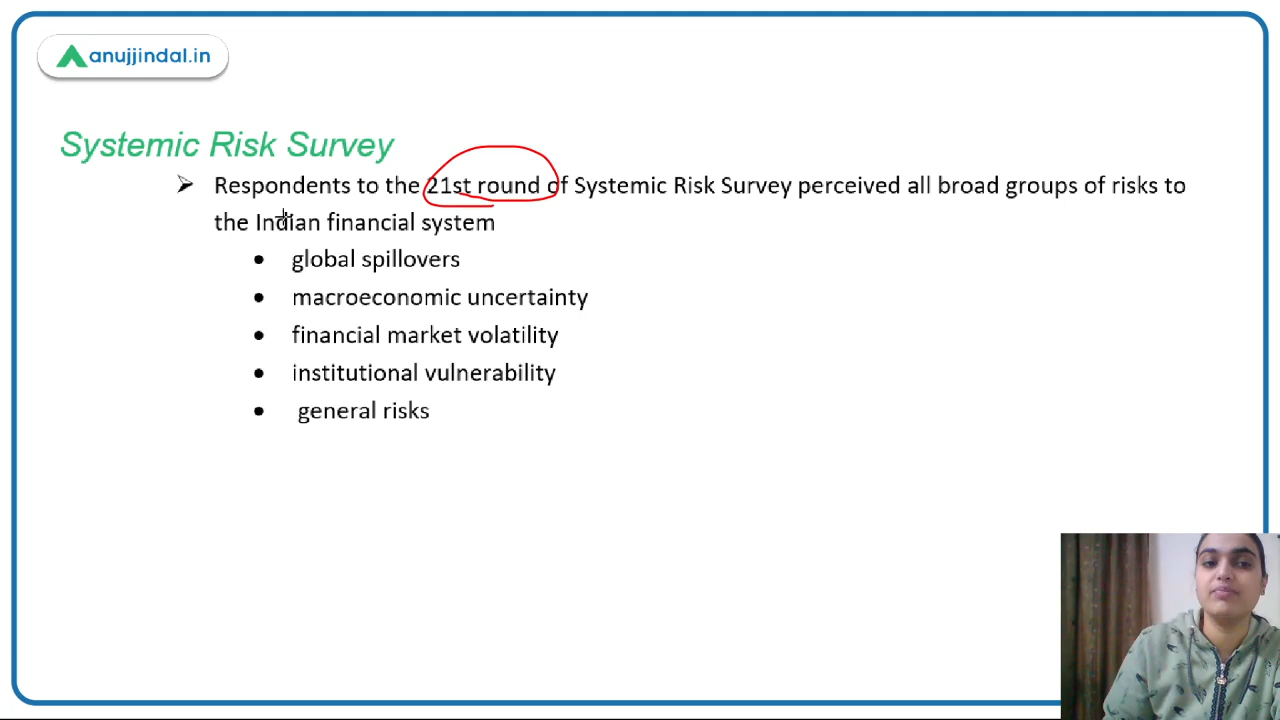 anujjindal.in
Systemic Risk Survey
➢ Respondents to the 21st round of Systemic Risk Survey perceived all broad groups of risks to
the Indian financial system
• global spillovers
• macroeconomic uncertainty
• financial market volatility
• institutional vulnerability
• general risks